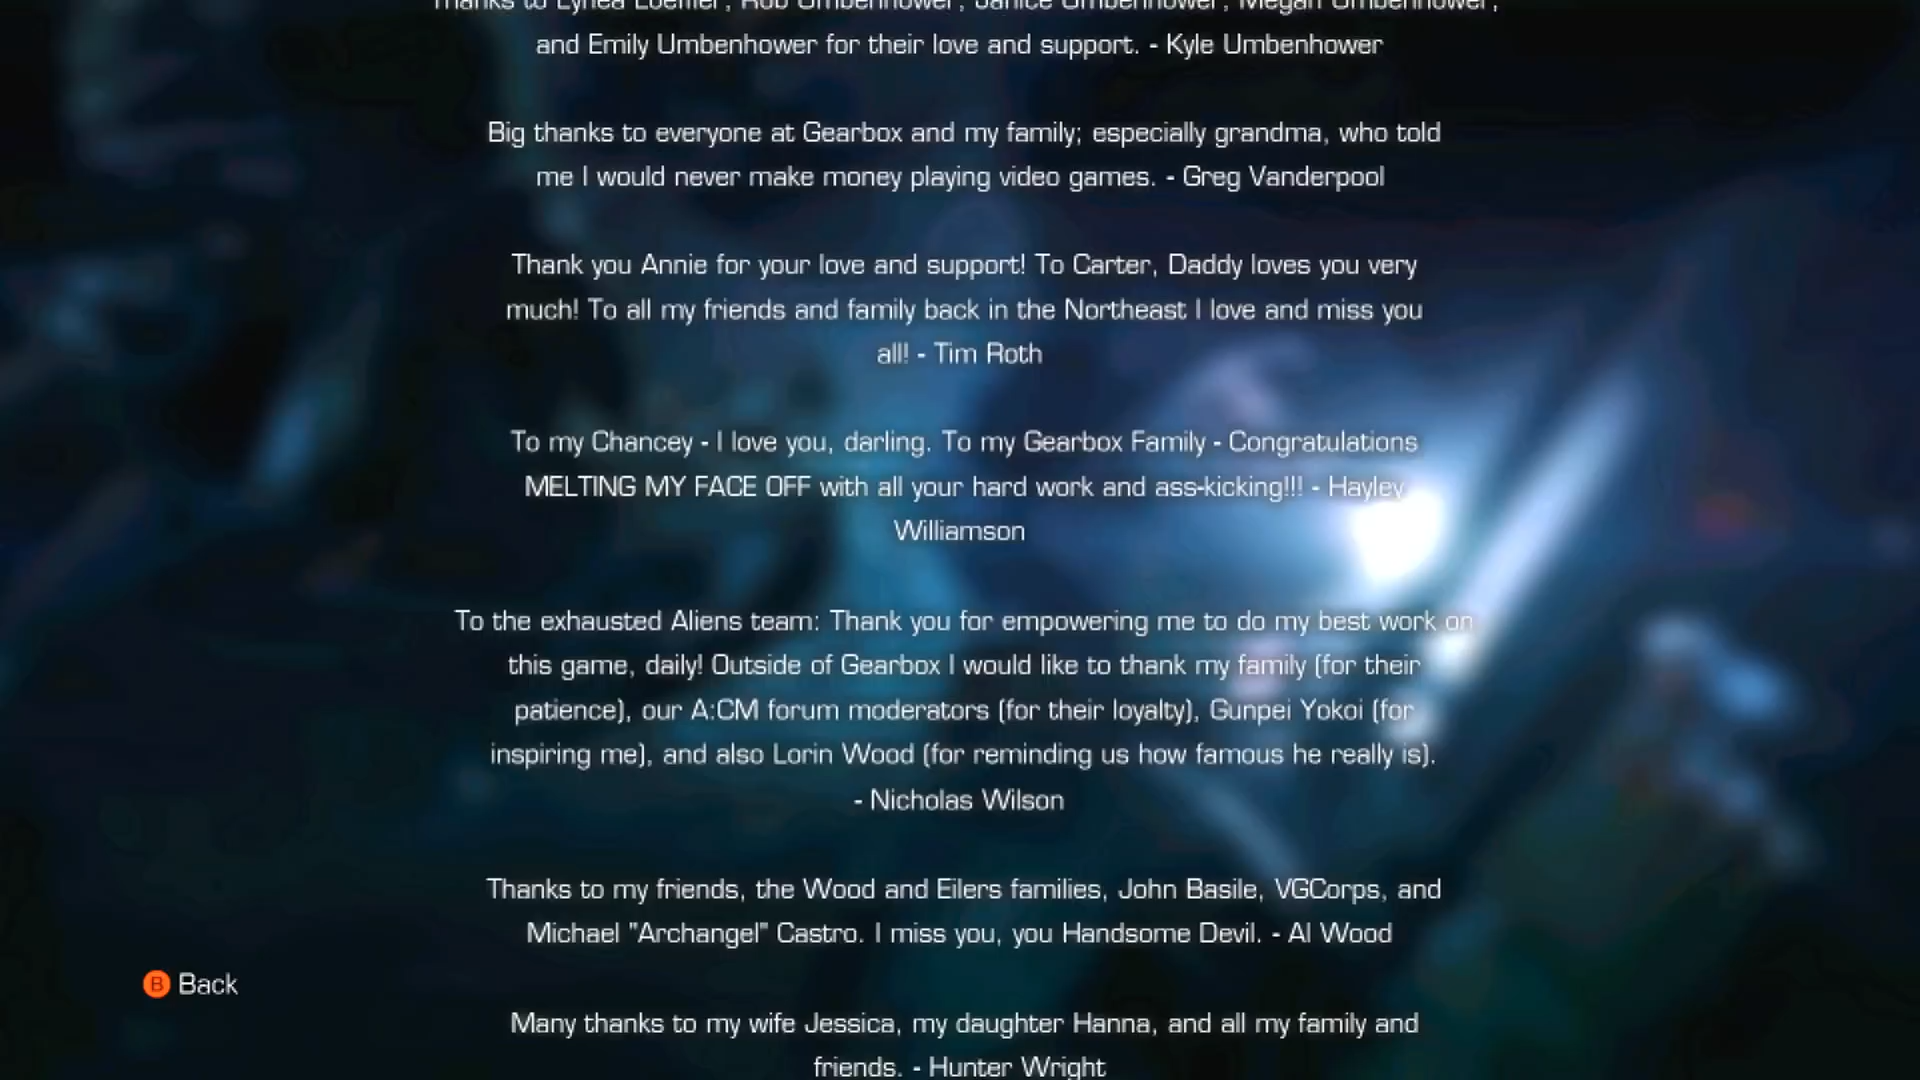 and Emily Umbenhower for their love and support. - Kyle Umbenhower
Big thanks to everyone at Gearbox and my family; especially grandma, who told
me I would never make money playing video games. - Greg Vanderpool
Thank you Annie for your love and support! To Carter, Daddy loves you very
much! To all my friends and family back in the Northeast I love and miss you
all! - Tim Roth
To my Chancey - I love you, darling. To my Gearbox Family - Congratulations
MELTING MY FACE OFF with all your hard work and ass-kicking!!! - Hayley
Williamson
To the exhausted Aliens team: Thank you for empowering me to do my best work on
this game, daily! Outside of Gearbox I would like to thank my family (for their
patience), our A:CM forum moderators (for their loyalty), Gunpei Yokoi (for
inspiring me), and also Lorin Wood (for reminding us how famous he really is).
- Nicholas Wilson
Thanks to my friends, the Wood and Eilers families, John Basile, VGCorps, and
Michael "Archangel" Castro. I miss you, you Handsome Devil. - Al Wood
B Back
Many thanks to my wife Jessica, my daughter Hanna, and all my family and
friends. - Hunter Wright